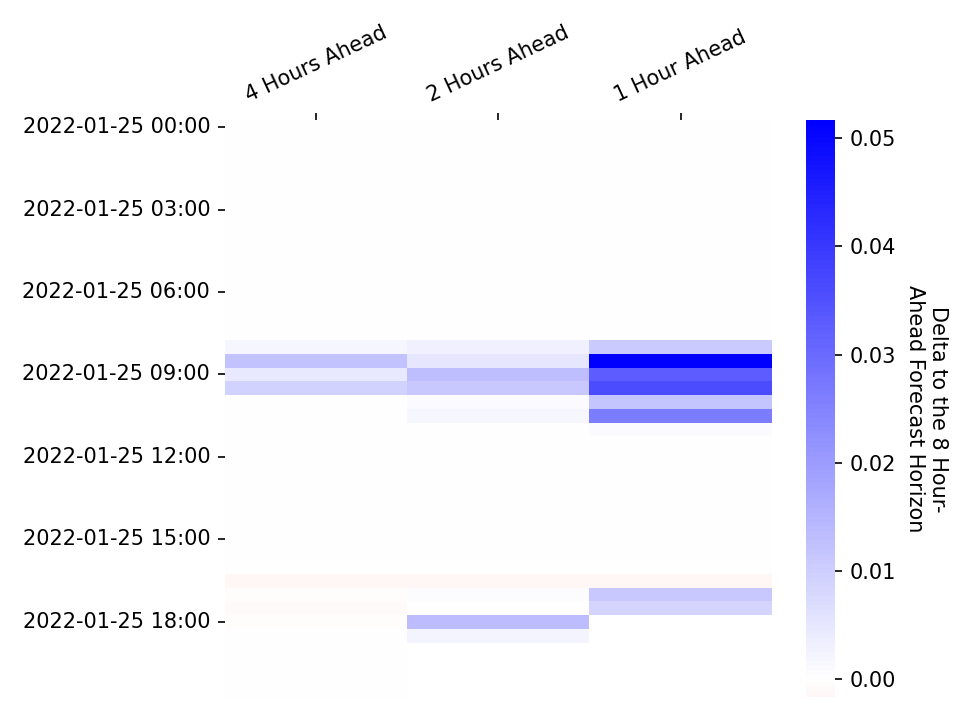 4 Hours Ahead
2 Hours Ahead
1 Hour Ahead
2022-01-25 00:00
2022-01-25 03:00
2022-01-25 06:00
2022-01-25 09:00
2022-01-25 12:00
2022-01-25 15:00
2022-01-25 18:00
0.05
0.04
0.03
0.02
0.01
0.00
Delta to the 8 Hour-
Ahead Forecast Horizon